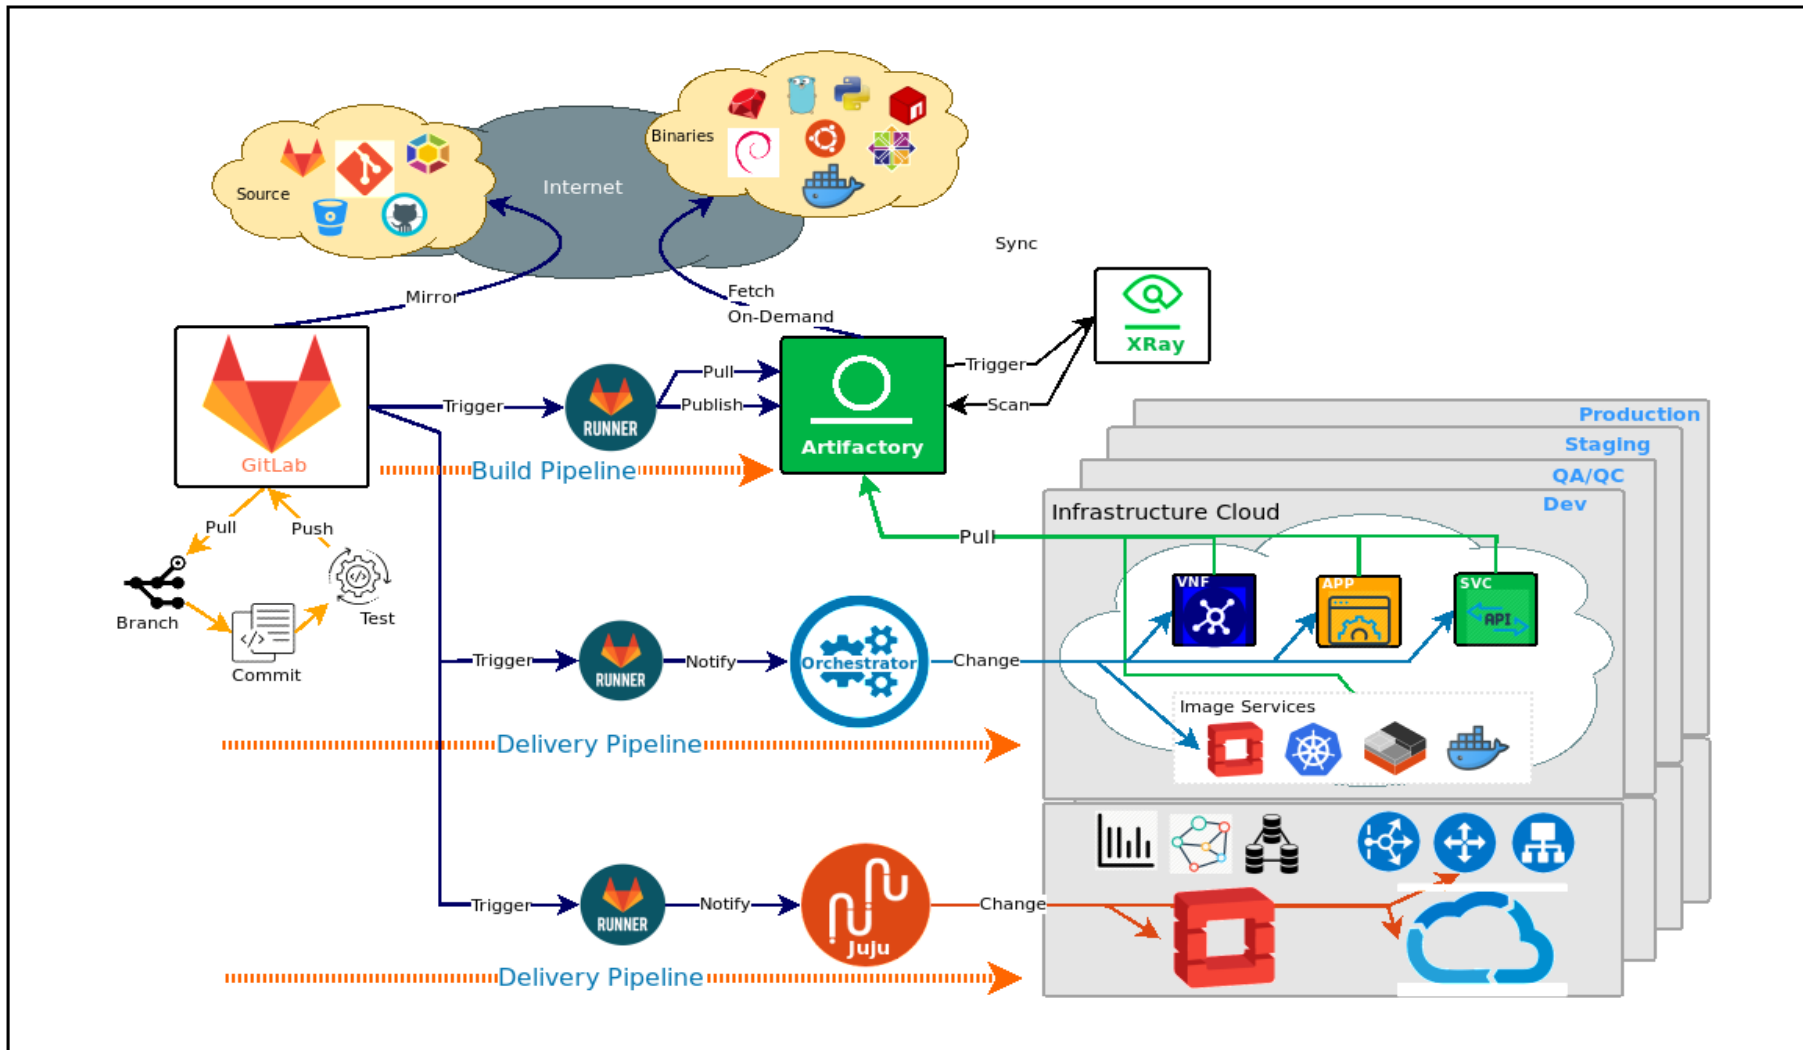 Binaries
Internet
Source
Sync
Mirror
Fetch
On-Demand
XRay
Trigger
Pull
Trigger
Publish
Scan
RUNNER
Artifactory
GitLab
Build Pipeline
Production
Staging
QA/QC
Dev
Infrastructure Cloud
Pull
Push
Pull
VNF
APP
SVC
API
Branch
Test
Commit
Trigger
RUNNER
Notify
Orchestrator
Change
Image Services
Delivery Pipeline
Trigger
RUNNER
Notify
JuJu
Change
Delivery Pipeline